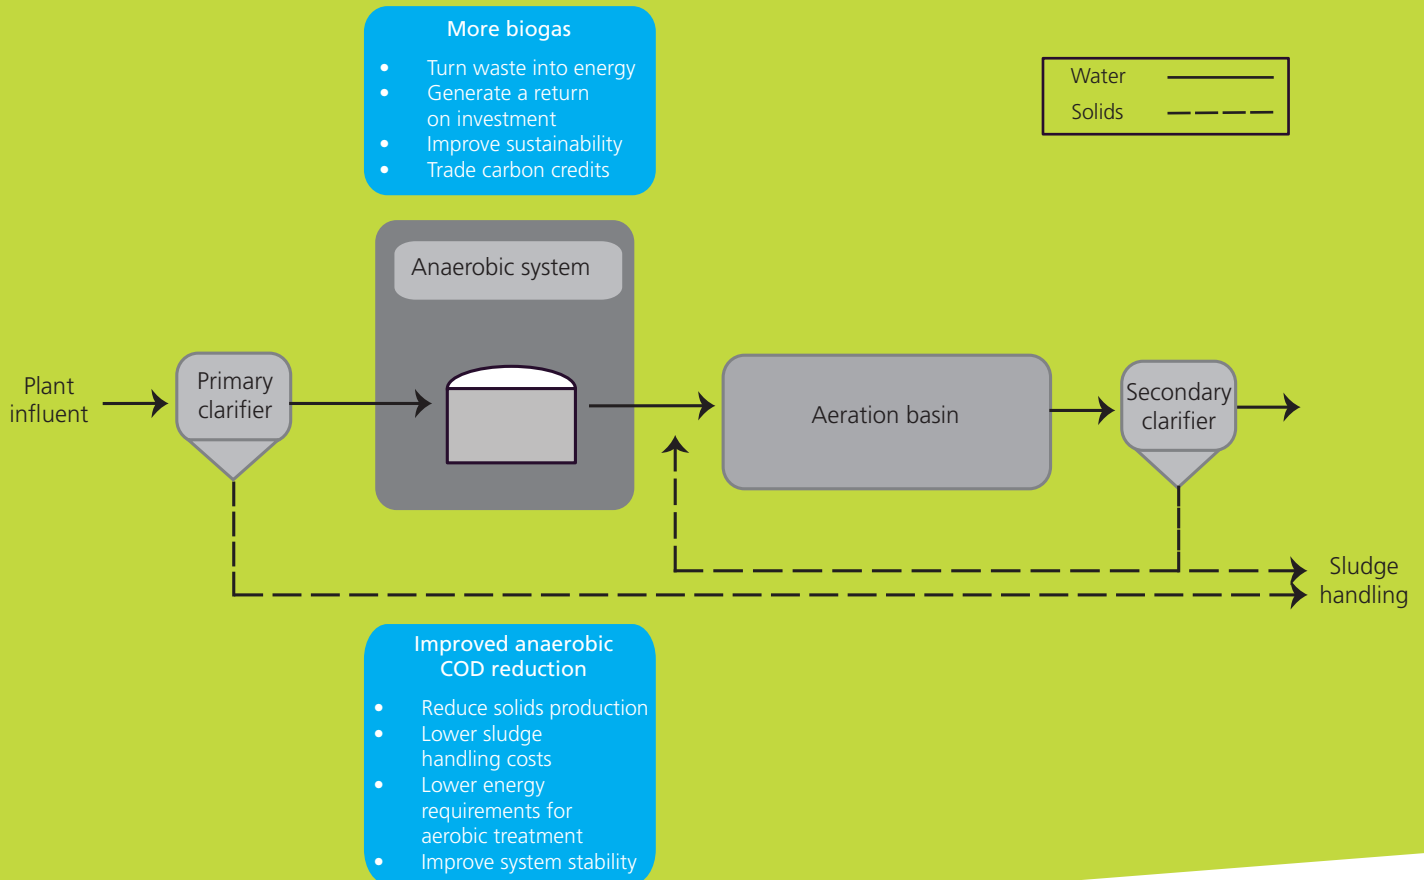 More biogas
• Turn waste into energy
• Generate a return
on investment
• Improve sustainability
• Trade carbon credits
Water
Solids
Anaerobic system
Plant
influent
Primary
clarifier
Aeration basin
Secondary
clarifier
Sludge
handling
Improved anaerobic
COD reduction
• Reduce solids production
• Lower sludge
handling costs
• Lower energy
requirements for
aerobic treatment
• Improve system stability